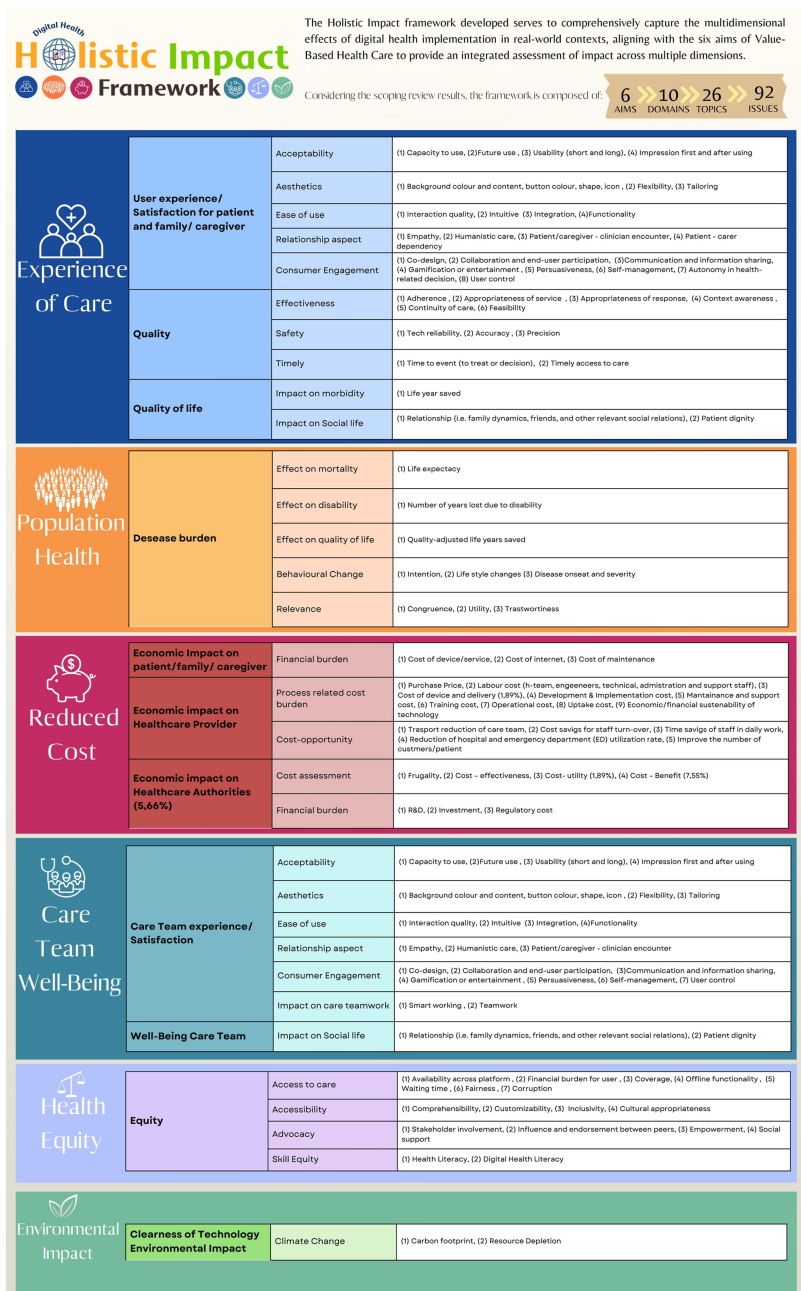 Digital Health
Holistic Impact
Framework
The Holistic Impact framework developed serves to comprehensively capture the multidimensional
effects of digital health implementation in real-world contexts, aligning with the six aims of Value-
Based Health Care to provide an integrated assessment of impact across multiple dimensions.
Considering the scoping review results, the framework is composed of:
6 10 26 92
AIMS DOMAINS TOPICS ISSUES
Experience
of Care
User experience/
Satisfaction for patient
and family/ caregiver
Acceptability
(1) Capacity to use, (2)Future use , (3) Usability (short and long), (4) Impression first and after using
Aesthetics
(1) Background colour and content, button colour, shape, icon , (2) Flexibility, (3) Tailoring
Ease of use
(1) Interaction quality, (2) Intuitive (3) Integration, (4)Functionality
Relationship aspect
(1) Empathy, (2) Humanistic care, (3) Patient/caregiver - clinician encounter, (4) Patient - carer
dependency
Consumer Engagement
(1) Co-design, (2) Collaboration and end-user participation, (3)Communication and information sharing,
(4) Gamification or entertainment , (5) Persuasiveness, (6) Self-management, (7) Autonomy in health-
related decision, (8) User control
Quality
Effectiveness
(1) Adherence , (2) Appropriateness of service , (3) Appropriateness of response, (4) Context awareness ,
(5) Continuity of care, (6) Feasibility
Safety
(1) Tech reliability, (2) Accuracy , (3) Precision
Timely
(1) Time to event (to treat or decision), (2) Timely access to care
Quality of life
Impact on morbidity
(1) Life year saved
Impact on Social life
(1) Relationship (i.e. family dynamics, friends, and other relevant social relations), (2) Patient dignity
Population
Health
Desease burden
Effect on mortality
(1) Life expectacy
Effect on disability
(1) Number of years lost due to disability
Effect on quality of life
(1) Quality-adjusted life years saved
Behavioural Change
(1) Intention, (2) Life style changes (3) Disease onseat and severity
Relevance
(1) Congruence, (2) Utility, (3) Trastwortiness
Reduced
Cost
Economic Impact on
patient/family/ caregiver
Financial burden
(1) Cost of device/service, (2) Cost of internet, (3) Cost of maintenance
Economic impact on
Healthcare Provider
Process related cost
burden
(1) Purchase Price, (2) Labour cost (h-team, engeeners, technical, admistration and support staff), (3)
Cost of device and delivery (1,89%), (4) Development & Implementation cost, (5) Mantainance and support
cost, (6) Training cost, (7) Operational cost, (8) Uptake cost, (9) Economic/financial sustenability of
technology
Cost-opportunity
(1) Trasport reduction of care team, (2) Cost savigs for staff turn-over, (3) Time savigs of staff in daily work,
(4) Reduction of hospital and emergency department (ED) utilization rate, (5) Improve the number of
custmers/patient
Economic impact on
Healthcare Authorities
(5,66%)
Cost assessment
(1) Frugality, (2) Cost – effectiveness, (3) Cost- utility (1,89%), (4) Cost – Benefit (7,55%)
Financial burden
(1) R&D, (2) Investment, (3) Regulatory cost
Care
Team
Well-Being
Care Team experience/
Satisfaction
Acceptability
(1) Capacity to use, (2)Future use , (3) Usability (short and long), (4) Impression first and after using
Aesthetics
(1) Background colour and content, button colour, shape, icon , (2) Flexibility, (3) Tailoring
Ease of use
(1) Interaction quality, (2) Intuitive (3) Integration, (4)Functionality
Relationship aspect
(1) Empathy, (2) Humanistic care, (3) Patient/caregiver - clinician encounter
Consumer Engagement
(1) Co-design, (2) Collaboration and end-user participation, (3)Communication and information sharing,
(4) Gamification or entertainment , (5) Persuasiveness, (6) Self-management, (7) User control
Impact on care teamwork
(1) Smart working , (2) Teamwork
Well-Being Care Team
Impact on Social life
(1) Relationship (i.e. family dynamics, friends, and other relevant social relations), (2) Patient dignity
Health
Equity
Equity
Access to care
(1) Availability across platform , (2) Financial burden for user , (3) Coverage, (4) Offline functionality , (5)
Waiting time , (6) Fairness , (7) Corruption
Accessibility
(1) Comprehensibility, (2) Customizability, (3) Inclusivity, (4) Cultural appropriateness
Advocacy
(1) Stakeholder involvement, (2) Influence and endorsement between peers, (3) Empowerment, (4) Social
support
Skill Equity
(1) Health Literacy, (2) Digital Health Literacy
Environmental
Impact
Clearness of Technology
Environmental Impact
Climate Change
(1) Carbon footprint, (2) Resource Depletion